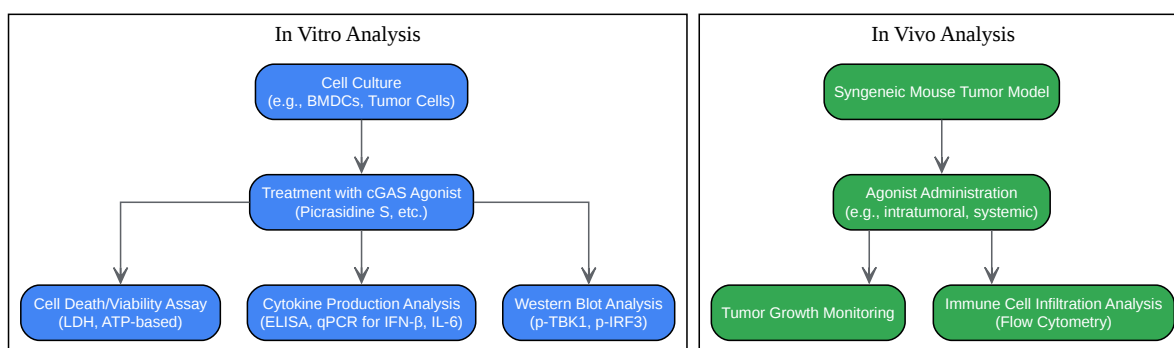 In Vitro Analysis
Cell Culture
(e.g., BMDCs, Tumor Cells)
Treatment with cGAS Agonist
(Picrasidine S, etc.)
Cell Death/Viability Assay
(LDH, ATP-based)
Cytokine Production Analysis
(ELISA, qPCR for IFN-β, IL-6)
Western Blot Analysis
(p-TBK1, p-IRF3)
In Vivo Analysis
Syngeneic Mouse Tumor Model
Agonist Administration
(e.g., intratumoral, systemic)
Tumor Growth Monitoring
Immune Cell Infiltration Analysis
(Flow Cytometry)